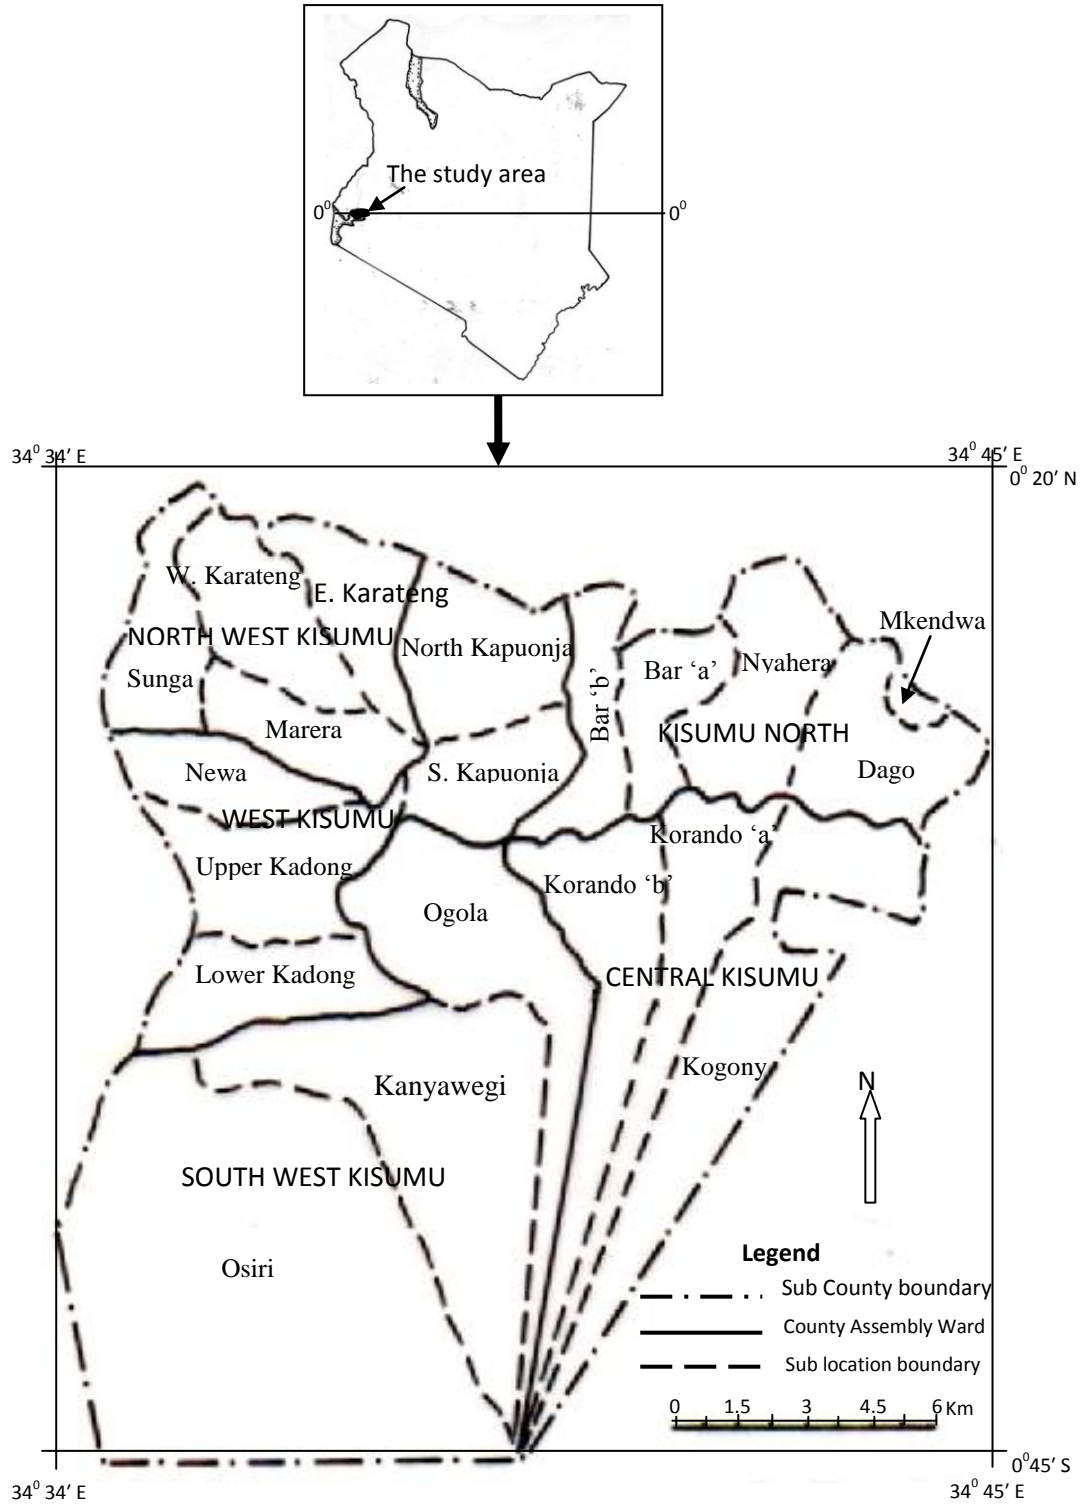 The study area
0⁰ 0⁰
34⁰ 34′ E 34⁰ 45′ E
0⁰ 20′ N
W. Karateng
E. Karateng
Mkendwa
NORTH WEST KISUMU
North Kapuonja
Bar ‘a’
Nyahera
Sunga
Bar ‘b’
Marera
KISUMU NORTH
Newa
S. Kapuonja
Dago
WEST KISUMU
Korando ‘a’
Upper Kadong
Korando ‘b’
Ogola
Lower Kadong
CENTRAL KISUMU
Kanyawegi
Kogony
N
SOUTH WEST KISUMU
Osiri
Legend
Sub County boundary
County Assembly Ward
Sub location boundary
0 1.5 3 4.5 6 Km
0⁰45′ S
34⁰ 34′ E 34⁰ 45′ E